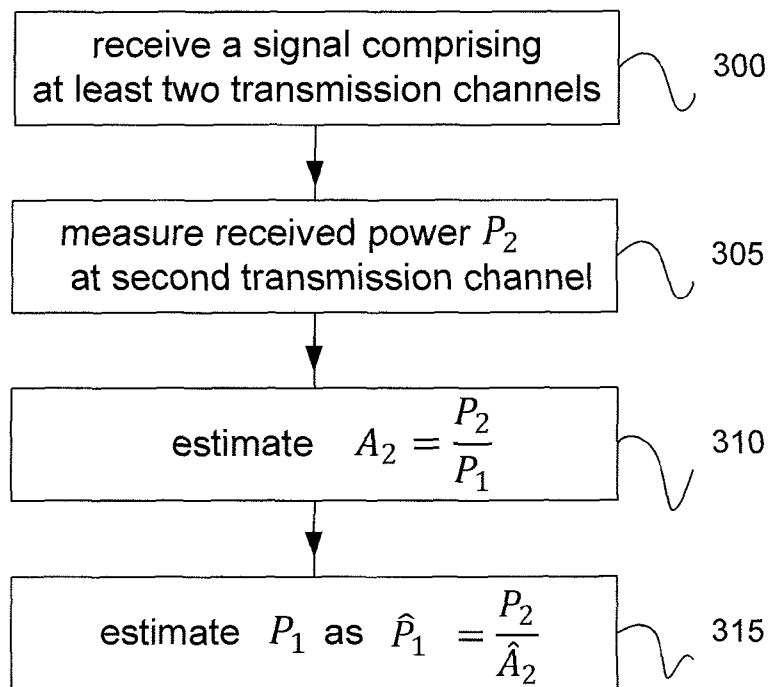 receive a signal comprising
at least two transmission channels
300
measure received power P₂
at second transmission channel
305
estimate A₂ = P₂/P₁
310
estimate P₁ as P̂₁ = P₂/Â₂
315